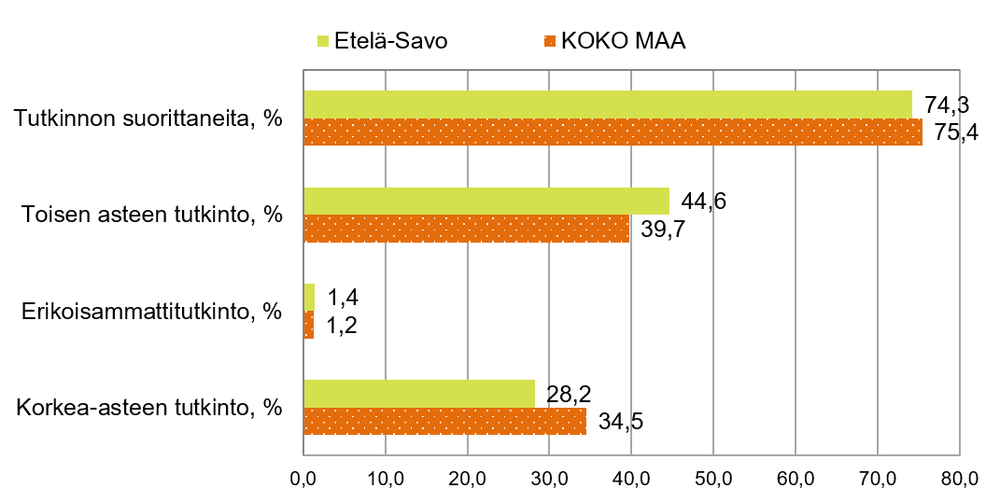 Etelä-Savo KOKO MAA
Tutkinnon suorittaneita, % 74,3
75,4
Toisen asteen tutkinto, % 44,6
39,7
Erikoisammattitutkinto, % 1,4
1,2
Korkea-asteen tutkinto, % 28,2
34,5
0,0 10,0 20,0 30,0 40,0 50,0 60,0 70,0 80,0